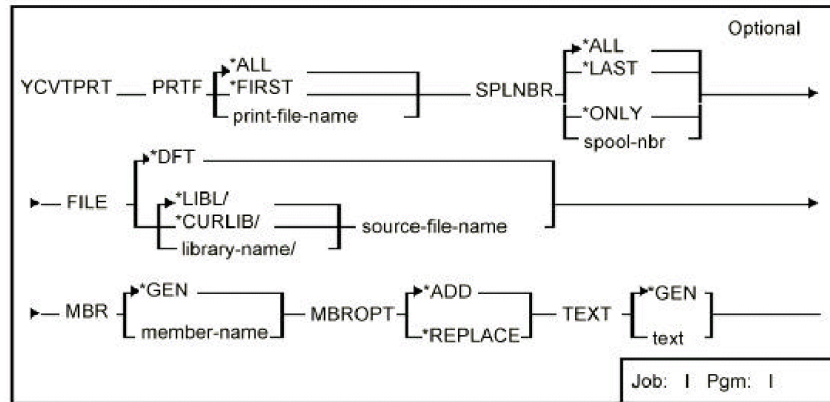 Optional
*ALL
*ALL
*FIRST
*LAST
YCVTPRT PRTF SPLNBR
print-file-name
*ONLY
spool-nbr
*DFT
FILE
*LIBL/
*CURLIB/
source-file-name
library-name/
*GEN
*ADD
*GEN
MBR MBROPT TEXT
member-name
*REPLACE
text
Job: I Pgm: I